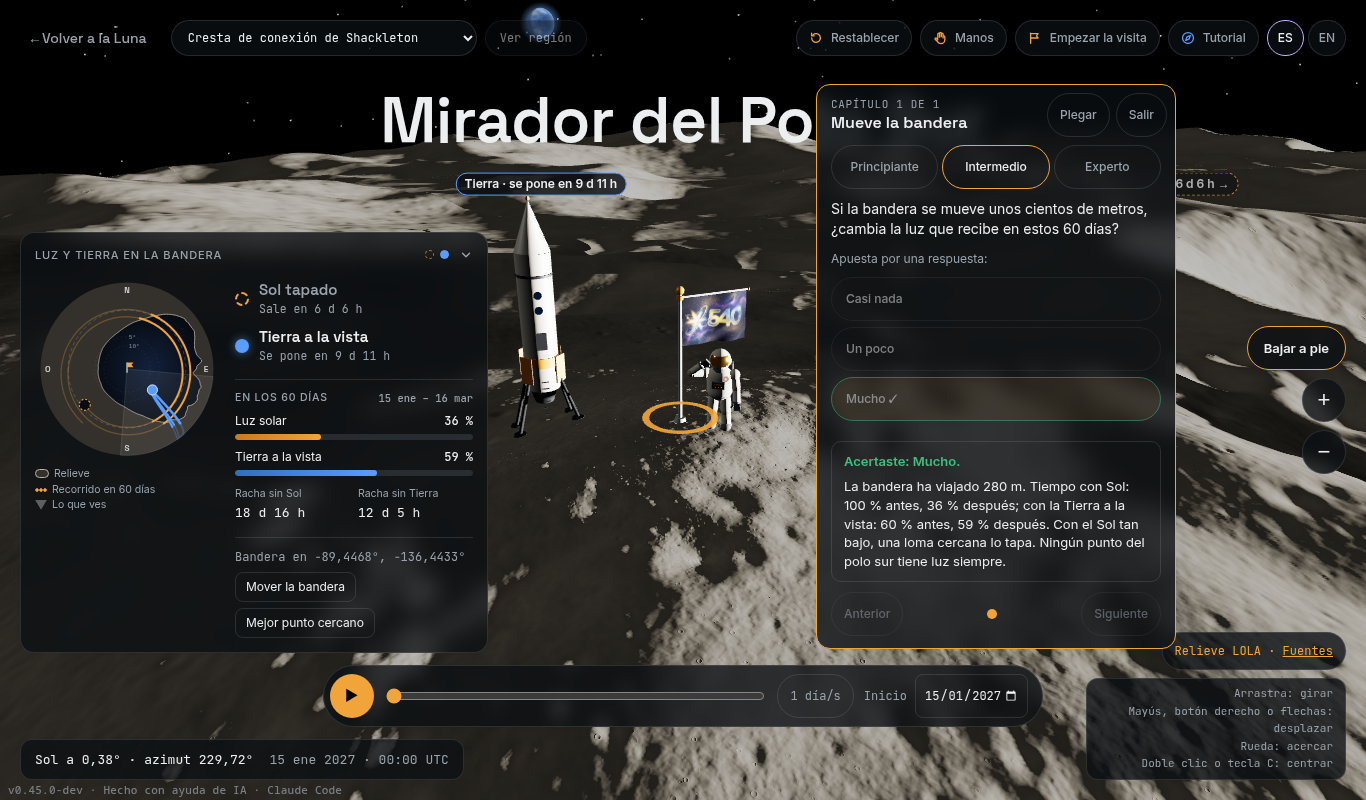 ←Volver a la Luna
Cresta de conexión de Shackleton
Ver región
Restablecer
Manos
Empezar la visita
Tutorial
ES
EN
Mirador del Po
Tierra · se pone en 9 d 11 h
6 d 6 h →
LUZ Y TIERRA EN LA BANDERA
N
5°
10°
O
E
S
Relieve
Recorrido en 60 días
Lo que ves
Sol tapado
Sale en 6 d 6 h
Tierra a la vista
Se pone en 9 d 11 h
EN LOS 60 DÍAS
15 ene – 16 mar
Luz solar
36 %
Tierra a la vista
59 %
Racha sin Sol
Racha sin Tierra
18 d 16 h
12 d 5 h
Bandera en -89,4468°, -136,4433°
Mover la bandera
Mejor punto cercano
540
CAPÍTULO 1 DE 1
Mueve la bandera
Plegar
Salir
Principiante
Intermedio
Experto
Si la bandera se mueve unos cientos de metros,
¿cambia la luz que recibe en estos 60 días?
Apuesta por una respuesta:
Casi nada
Un poco
Mucho ✓
Acertaste: Mucho.
La bandera ha viajado 280 m. Tiempo con Sol:
100 % antes, 36 % después; con la Tierra a la
vista: 60 % antes, 59 % después. Con el Sol tan
bajo, una loma cercana lo tapa. Ningún punto del
polo sur tiene luz siempre.
Anterior
Siguiente
Bajar a pie
+
−
Relieve LOLA · Fuentes
1 día/s
Inicio
15/01/2027
Arrastra: girar
Mayús, botón derecho o flechas:
desplazar
Rueda: acercar
Doble clic o tecla C: centrar
Sol a 0,38° · azimut 229,72°
15 ene 2027 · 00:00 UTC
v0.45.0-dev · Hecho con ayuda de IA · Claude Code